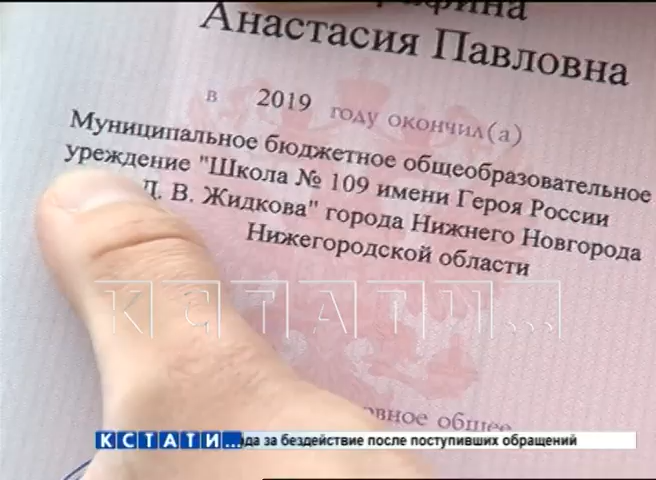 Анастасия Павловна
в 2019 году окончил(а)
Муниципальное бюджетное общеобразовательное
уреждение "Школа № 109 имени Героя России
Д. В. Жидкова" города Нижнего Новгорода
Нижегородской области
КСТАТИ...
КСТАТИ... за бездействие после поступивших обращений